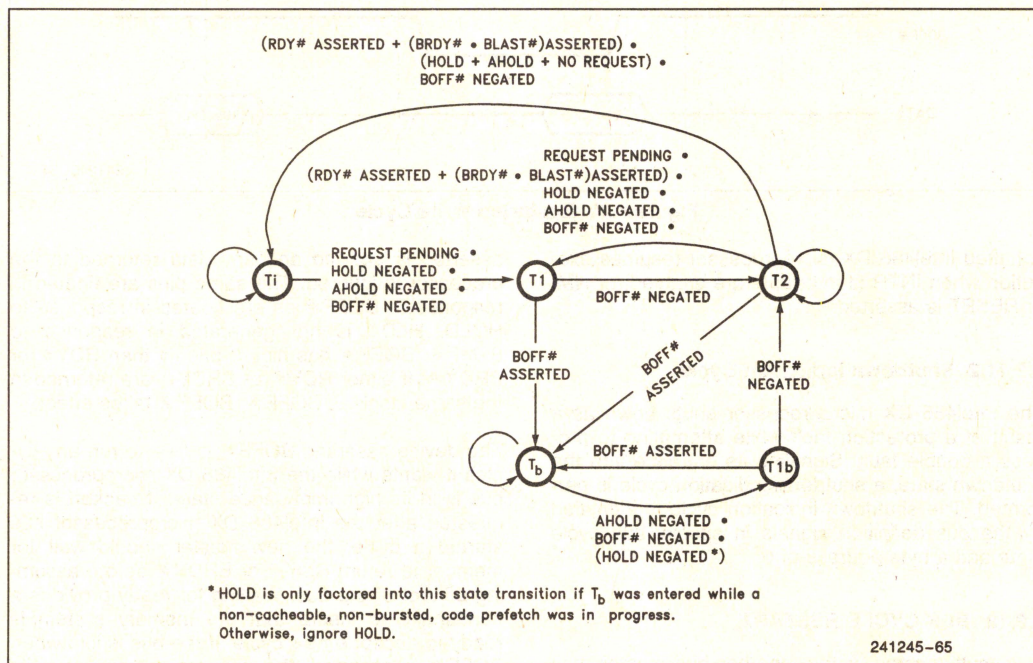 (RDY# ASSERTED + (BRDY# • BLAST#)ASSERTED) •
(HOLD + AHOLD + NO REQUEST) •
BOFF# NEGATED
REQUEST PENDING •
(RDY# ASSERTED + (BRDY# • BLAST#)ASSERTED) •
HOLD NEGATED •
AHOLD NEGATED •
BOFF# NEGATED •
Ti
REQUEST PENDING •
HOLD NEGATED •
AHOLD NEGATED •
BOFF# NEGATED
T1
BOFF# NEGATED
T2
BOFF#
ASSERTED
BOFF#
ASSERTED
BOFF#
NEGATED
Tb
BOFF# ASSERTED
T1b
AHOLD NEGATED •
BOFF# NEGATED •
(HOLD NEGATED*)
* HOLD is only factored into this state transition if Tb was entered while a
non-cacheable, non-bursted, code prefetch was in progress.
Otherwise, ignore HOLD.
241245-65